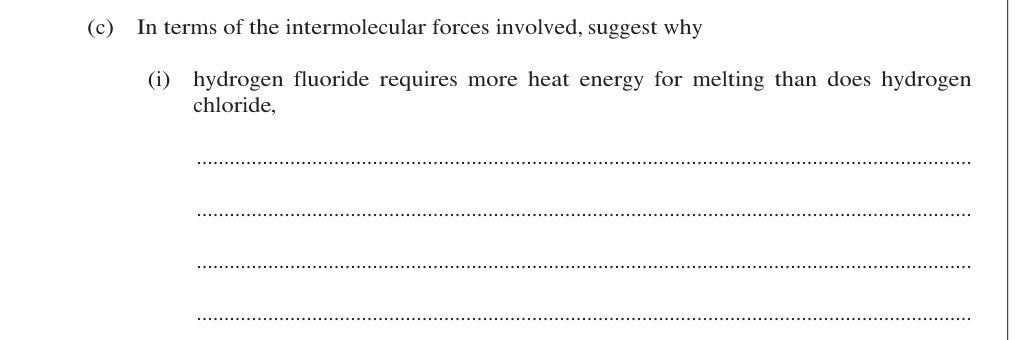 (c) In terms of the intermolecular forces involved, suggest why
(i) hydrogen fluoride requires more heat energy for melting than does hydrogen
chloride,